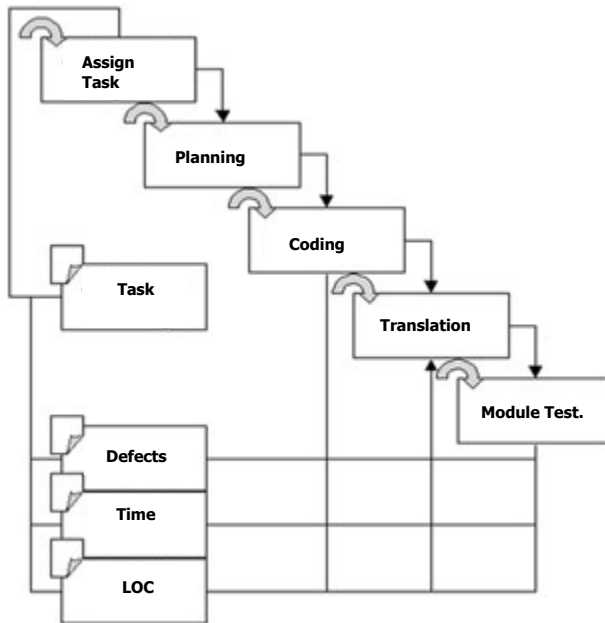 Assign
Task
Planning
Coding
Task
Translation
Module Test.
Defects
Time
LOC